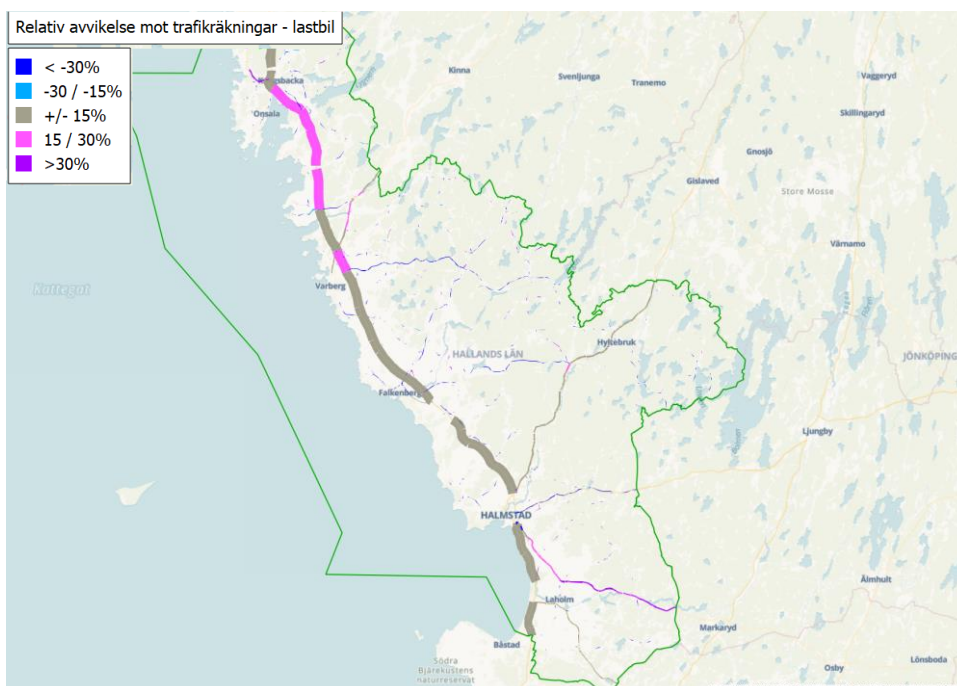 Relativ avvikelse mot trafikräkningar - lastbil
< -30%
-30 / -15%
+/- 15%
15 / 30%
>30%
Kinna
Svenljunga
Tranemo
Vaggeryd
Onsala
Skillingaryd
Gnosjö
Gislaved
Store Mosse
Värnamo
Kattegat
Varberg
Hyltebruk
HALLANDS LÄN
JÖNKÖPING
Falkenberg
Ljungby
HALMSTAD
Laholm
Älmhult
Markaryd
Båstad
Södra
Bjärekustens
naturreservat
Osby
Lönsboda